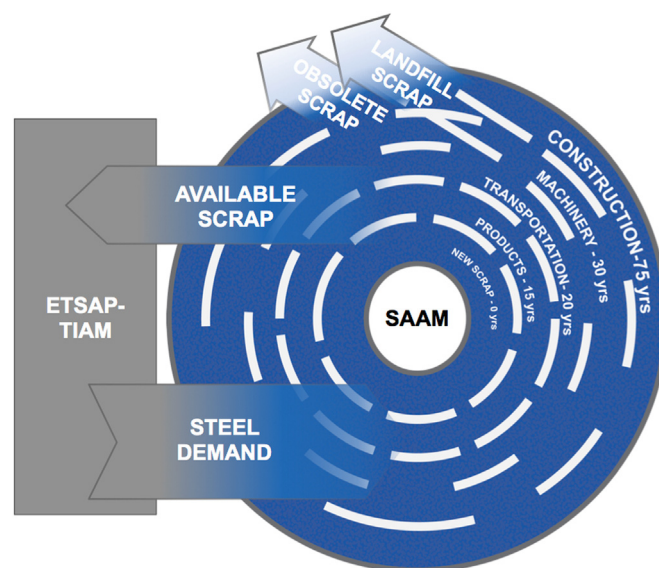 LANDFILL
SCRAP
OBSOLETE
SCRAP
CONSTRUCTION-75 yrs
MACHINERY - 30 yrs
TRANSPORTATION- 20 yrs
PRODUCTS - 15 yrs
NEW SCRAP - 0 yrs
AVAILABLE
SCRAP
ETSAP-
TIAM
SAAM
STEEL
DEMAND